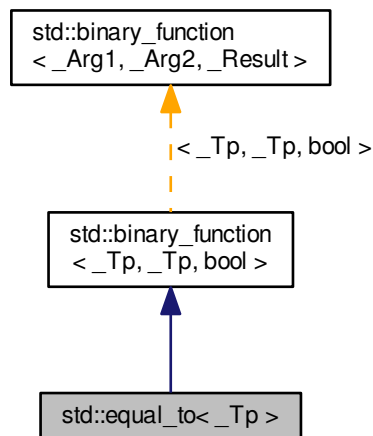 std::binary_function
< _Arg1, _Arg2, _Result >
< _Tp, _Tp, bool >
std::binary_function
< _Tp, _Tp, bool >
std::equal_to< _Tp >